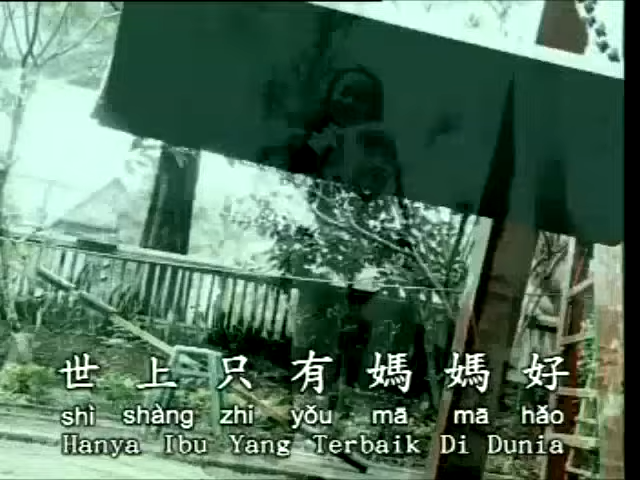 世上只有媽媽好
shì shàng zhi yǒu mā mā hǎo
Hanya Ibu Yang Terbaik Di Dunia